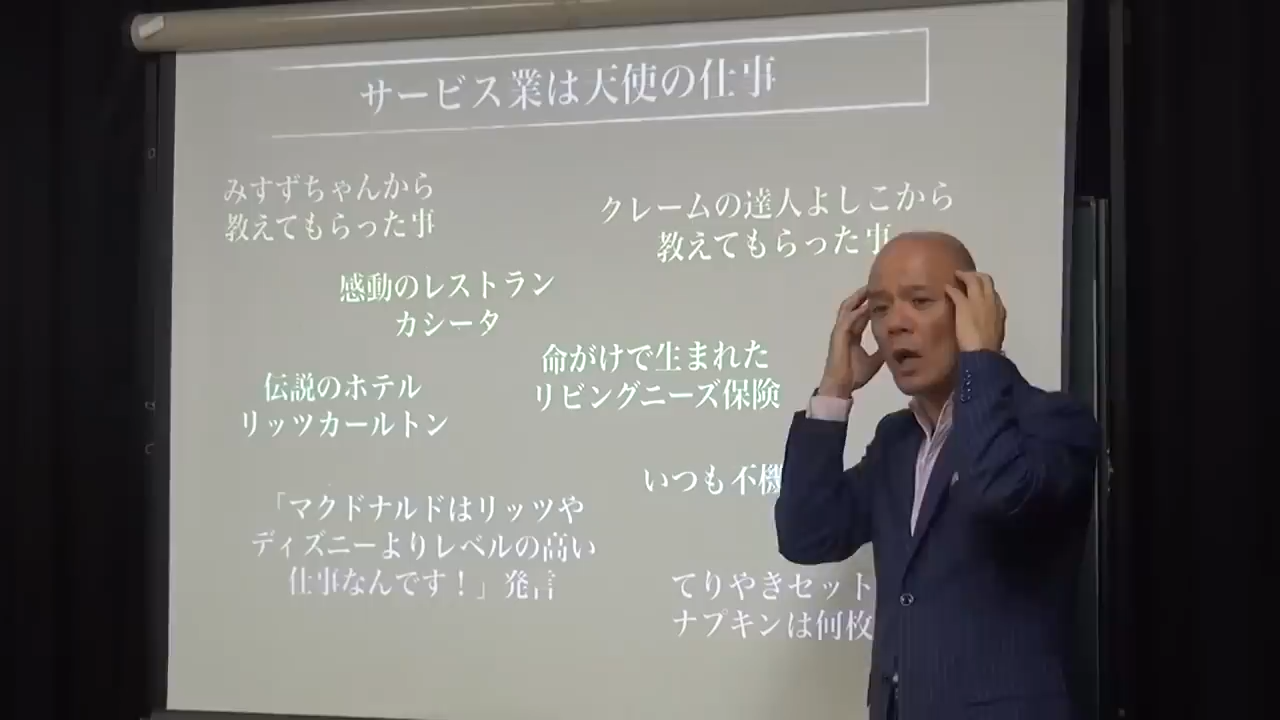 サービス業は天使の仕事
みすずちゃんから
教えてもらった事
クレームの達人よしこから
教えてもらった事
感動のレストラン
カシータ
命がけで生まれた
リビングニーズ保険
伝説のホテル
リッツカールトン
いつも不機
「マクドナルドはリッツや
ディズニーよりレベルの高い
仕事なんです！」発言
てりやきセット
ナプキンは何枚